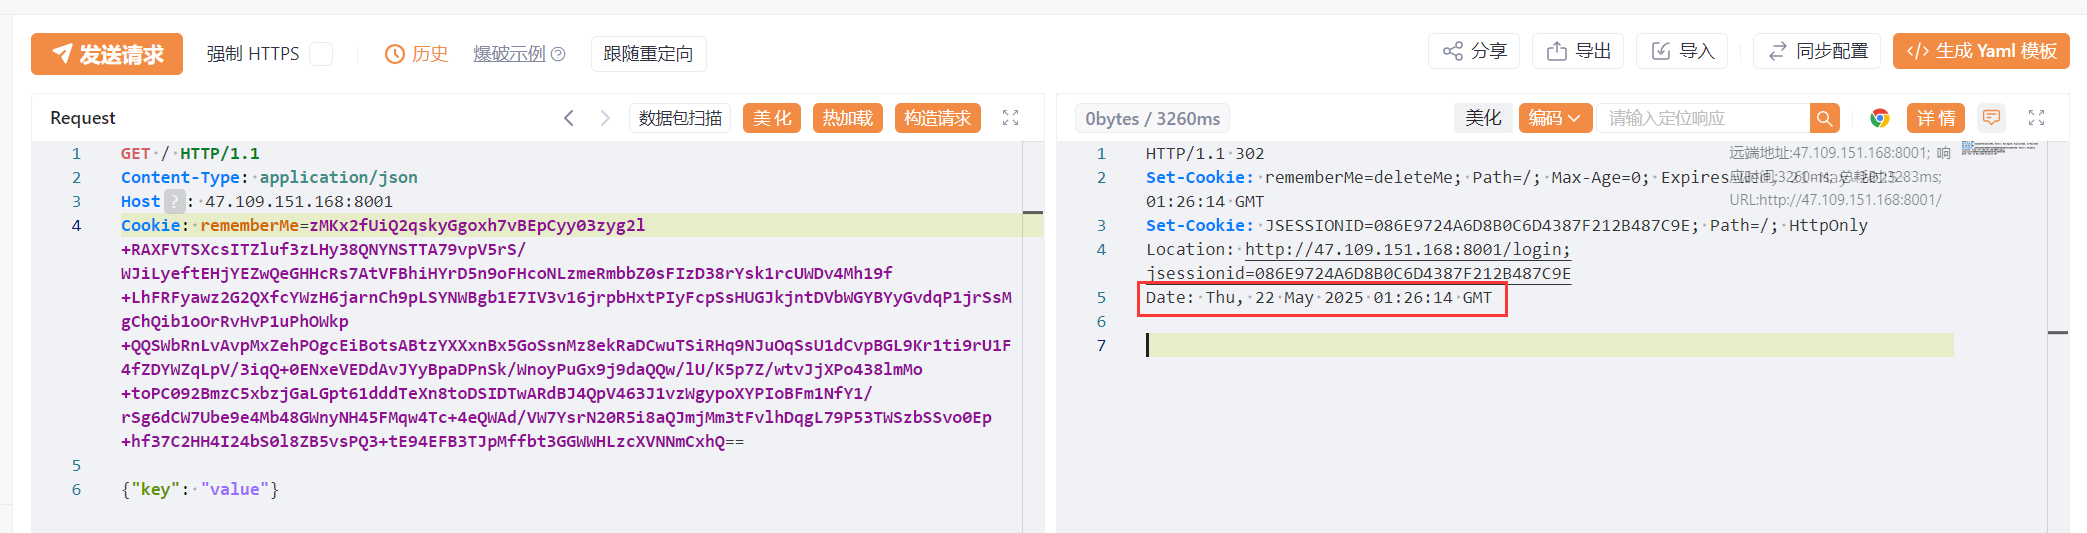 发送请求 强制 HTTPS 历史 爆破示例 跟随重定向 分享 导出 导入 同步配置 </> 生成 Yaml 模板
Request 数据包扫描 美化 热加载 构造请求
1 GET / HTTP/1.1
2 Content-Type: application/json
3 Host ? : 47.109.151.168:8001
4 Cookie: rememberMe=zMKx2fUiQ2qskyGgoxh7vBEpCyy03zyg2l
+RAXFVTSXcsITZluf3zLHy38QNYNSTTA79vpV5rS/
WJiLyeftEHjYEZwQeGHHcRs7AtVFBhiHYrD5n9oFHcoNLzmeRmbbZ0sFIzD38rYsk1rcUWDv4Mh19f
+LhFRFyawz2G2QXfcYWzH6jarnCh9pLSYNWBgb1E7IV3v16jrpbHxtPIyFcpSsHUGJkjntDVbWGYBYyGvdqP1jrSsM
gChQib1oOrRvHvP1uPhOWkp
+QQSWbRnLvAvpMxZehPOgcEiBotsABtzYXXxnBx5GoSsnMz8ekRaDCwuTSiRHq9NJuOqSsU1dCvpBGL9Kr1ti9rU1F
4fZDYWZqLpV/3iqQ+0ENxeVEDdAvJYyBpaDPnSk/WnoyPuGx9j9daQQw/lU/K5p7Z/wtvJjXPo438lmMo
+toPC092BmzC5xbzjGaLGpt61dddTeXn8toDSIDTwARdBJ4QpV463J1vzWgypoXYPIoBFm1NfY1/
rSg6dCW7Ube9e4Mb48GWnyNH45FMqw4Tc+4eQWAd/VW7YsrN20R5i8aQJmjMm3tFvlhDqgL79P53TWSzbSSvo0Ep
+hf37C2HH4I24bS0l8ZB5vsPQ3+tE94EFB3TJpMffbt3GGWWHLzcXVNNmCxhQ==
5
6 {"key": "value"}
0bytes / 3260ms 美化 编码 请输入定位响应 详情
1 HTTP/1.1 302
2 Set-Cookie: rememberMe=deleteMe; Path=/; Max-Age=0; Expires
01:26:14 GMT
3 Set-Cookie: JSESSIONID=086E9724A6D8B0C6D4387F212B487C9E; Path=/; HttpOnly
4 Location: http://47.109.151.168:8001/login;
jsessionid=086E9724A6D8B0C6D4387F212B487C9E
5 Date: Thu, 22 May 2025 01:26:14 GMT
6
7
远端地址:47.109.151.168:8001; 响
应时间:3260ms; 总耗时:3283ms;
URL:http://47.109.151.168:8001/